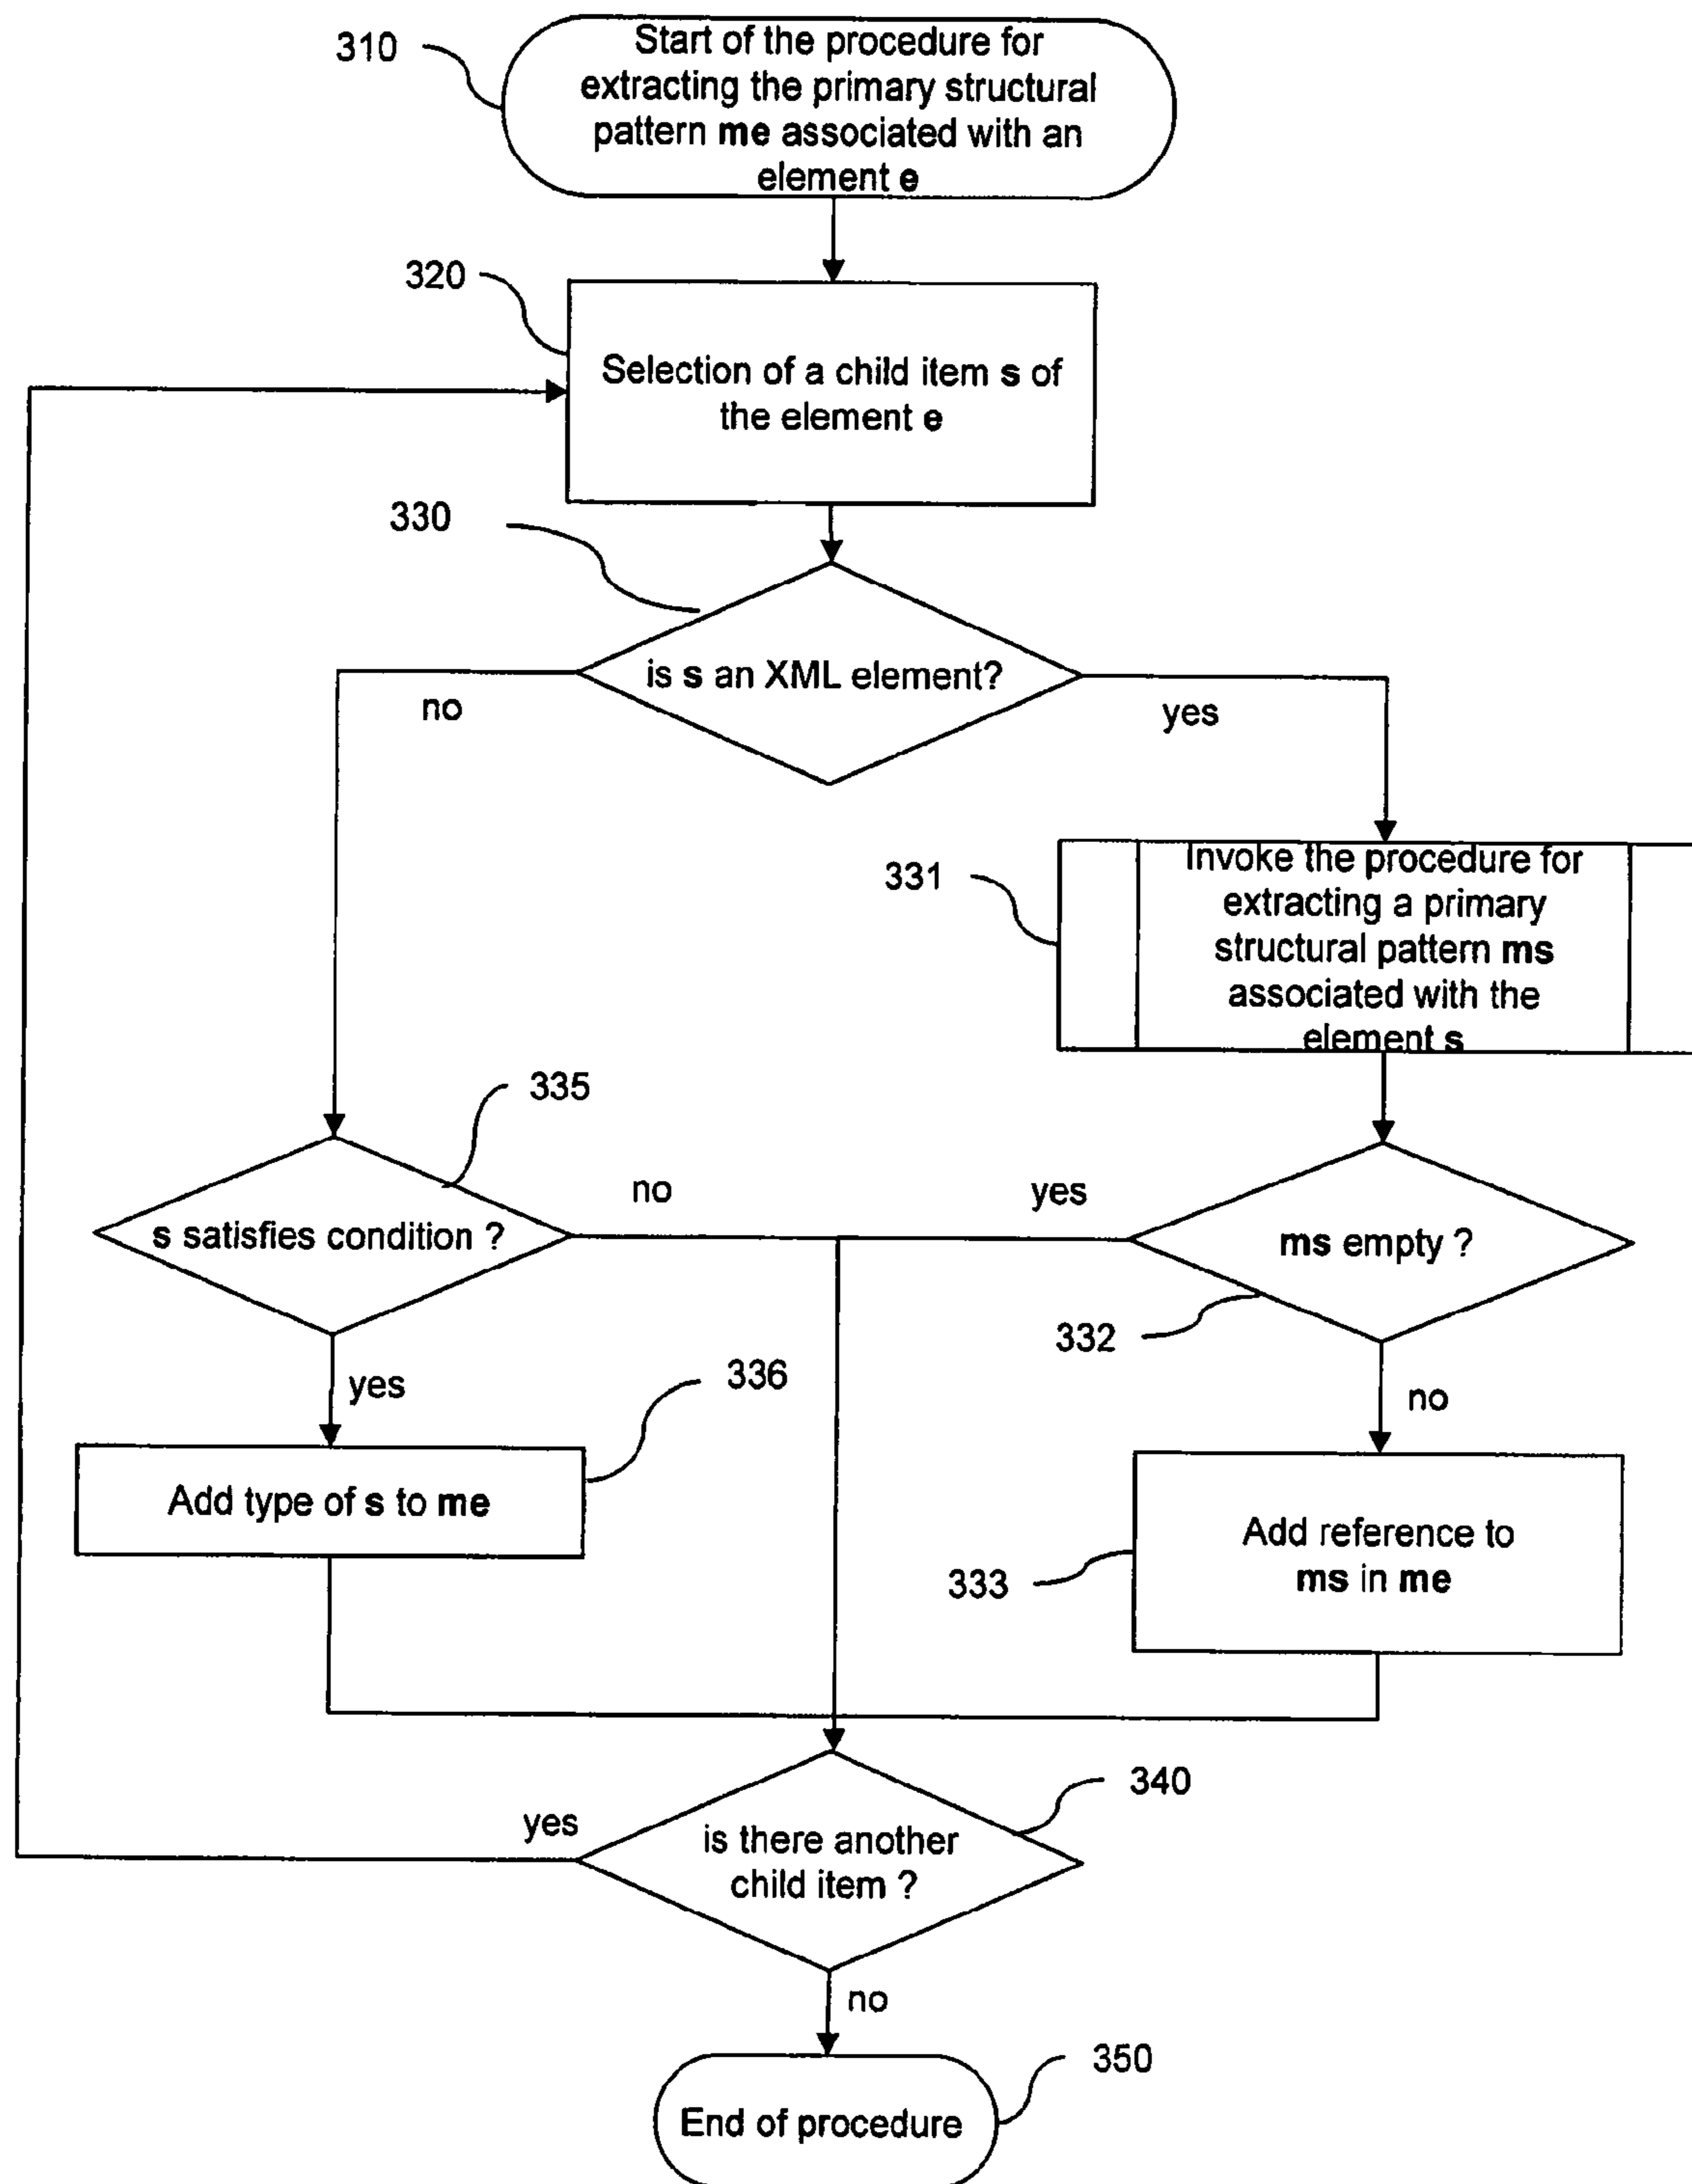 310
Start of the procedure for
extracting the primary structural
pattern me associated with an
element e
320
Selection of a child item s of
the element e
330
is s an XML element?
no
yes
331
Invoke the procedure for
extracting a primary
structural pattern ms
associated with the
element s
335
no
yes
s satisfies condition ?
ms empty ?
332
336
yes
no
Add type of s to me
Add reference to
ms in me
333
340
yes
is there another
child item ?
no
350
End of procedure